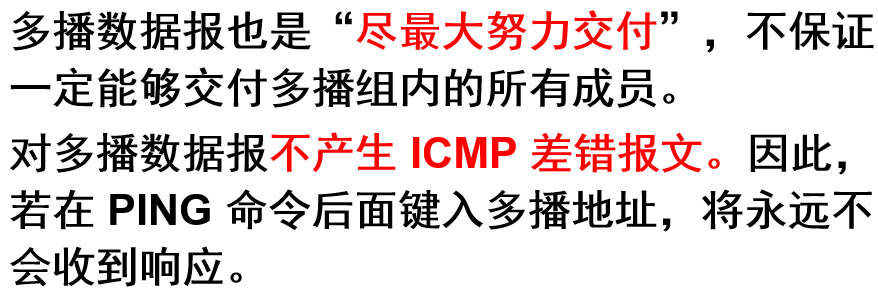 多播数据报也是“尽最大努力交付”，不保证
一定能够交付多播组内的所有成员。
对多播数据报不产生 ICMP 差错报文。因此，
若在 PING 命令后面键入多播地址，将永远不
会收到响应。